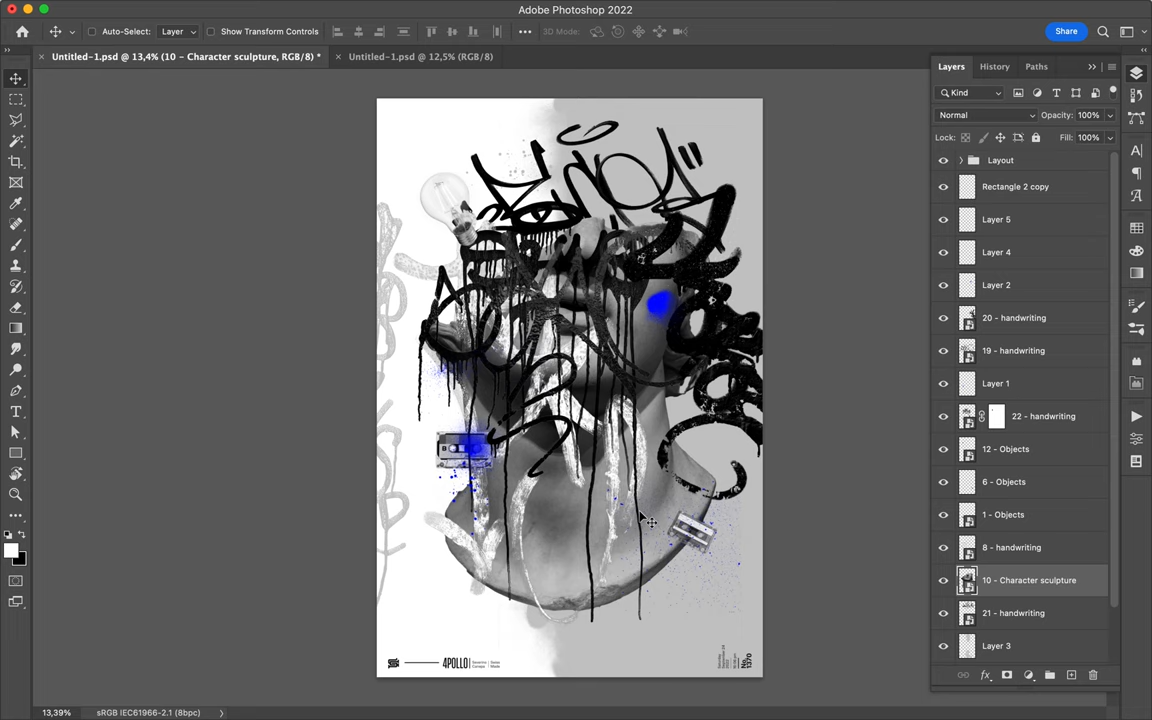 Adobe Photoshop 2022
Auto-Select: Layer Show Transform Controls 3D Mode: Share
Untitled-1.psd @ 13,4% (10 - Character sculpture, RGB/8) * Untitled-1.psd @ 12,5% (RGB/8)
Layers History Paths
Kind
Normal Opacity: 100%
Lock: Fill: 100%
Layout
Rectangle 2 copy
Layer 5
Layer 4
Layer 2
20 - handwriting
19 - handwriting
Layer 1
22 - handwriting
12 - Objects
6 - Objects
1 - Objects
8 - handwriting
10 - Character sculpture
21 - handwriting
Layer 3
4POLLO
No. 1370
13,39% sRGB IEC61966-2.1 (8bpc)